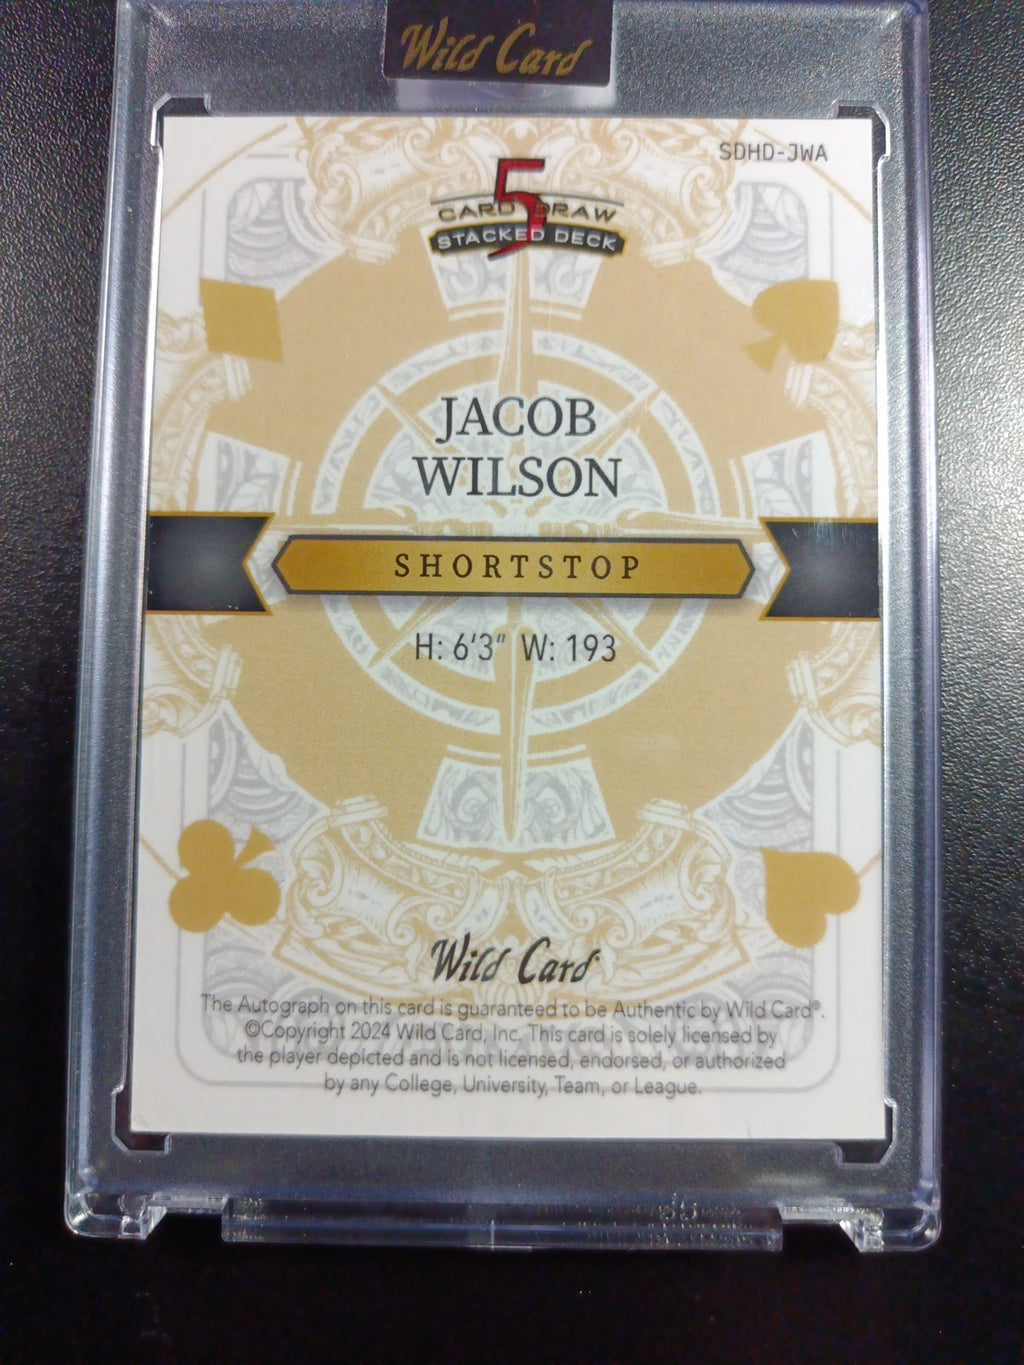 Wild Card
SDHD-JWA
5
CARD DRAW
STACKED DECK
JACOB
WILSON
SHORTSTOP
H: 6'3" W: 193
Wild Card
The Autograph on this card is guaranteed to be Authentic by Wild Card®.
©Copyright 2024 Wild Card, Inc. This card is solely licensed by
the player depicted and is not licensed, endorsed, or authorized
by any College, University, Team, or League.